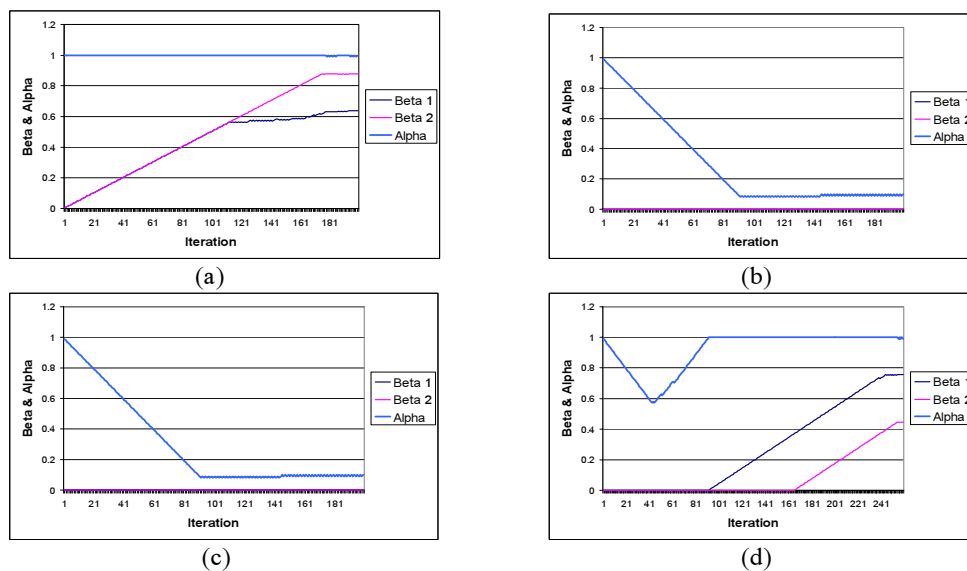 1.2
1
0.8
0.6
0.4
0.2
0
Beta & Alpha
1 21 41 61 81 101 121 141 161 181
Iteration
Beta 1
Beta 2
Alpha
(a)
1.2
1
0.8
0.6
0.4
0.2
0
Beta & Alpha
1 21 41 61 81 101 121 141 161 181
Iteration
Beta 1
Beta 2
Alpha
(b)
1.2
1
0.8
0.6
0.4
0.2
0
Beta & Alpha
1 21 41 61 81 101 121 141 161 181
Iteration
Beta 1
Beta 2
Alpha
(c)
1.2
1
0.8
0.6
0.4
0.2
0
Beta & Alpha
1 21 41 61 81 101 121 141 161 181 201 221 241
Iteration
Beta 1
Beta 2
Alpha
(d)